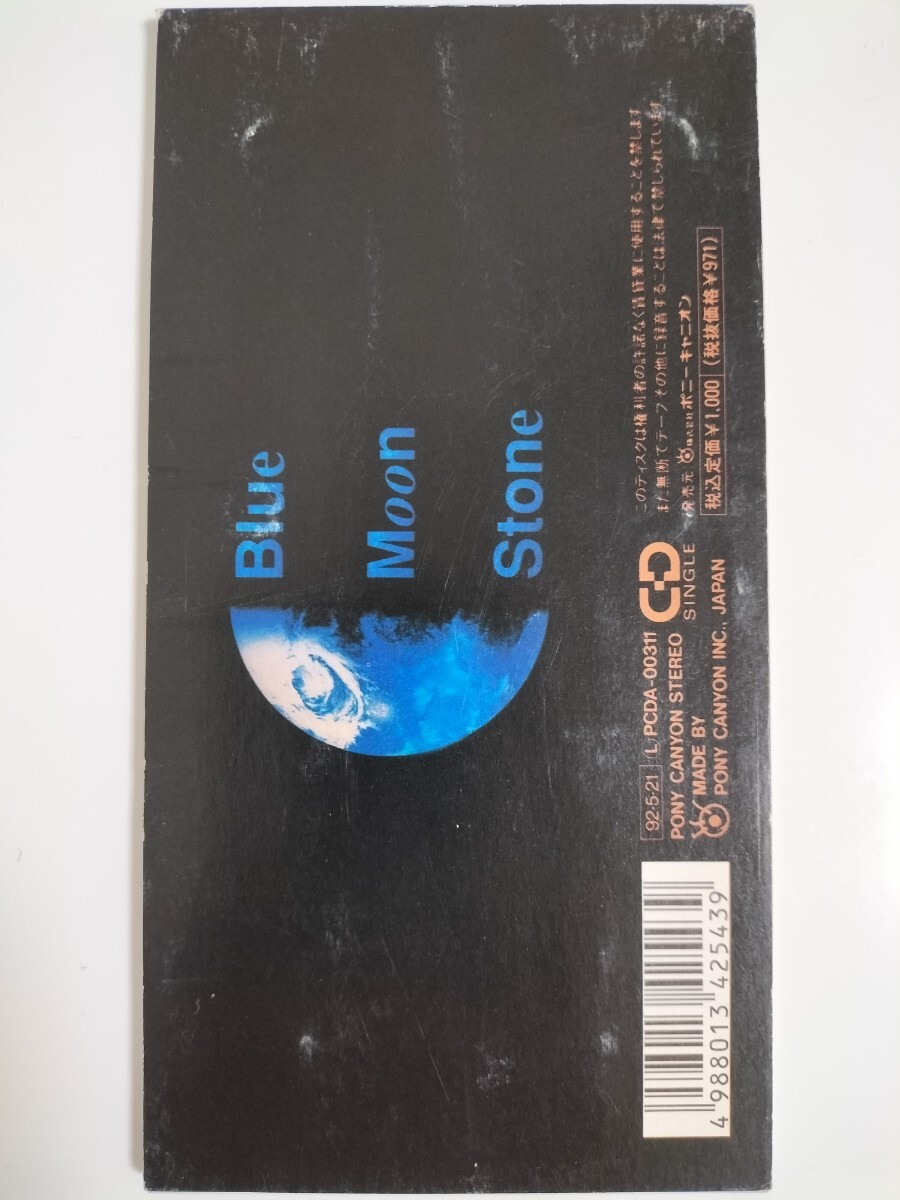 Blue
Moon
Stone
このディスクは権利者の許諾なく賃貸業に使用することを禁じます
また無断でテープその他に録音することは法律で禁じられています
発売元 株式会社ポニーキャニオン
税込定価¥1,000 (税抜価格¥971)
92・5・21 (L) PCDA-00311
PONY CANYON STEREO
MADE BY
PONY CANYON INC., JAPAN
CD
SINGLE
4 988013 425439